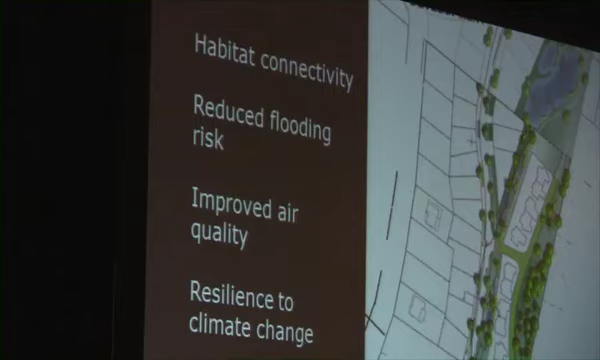 Habitat connectivity
Reduced flooding
risk
Improved air
quality
Resilience to
climate change